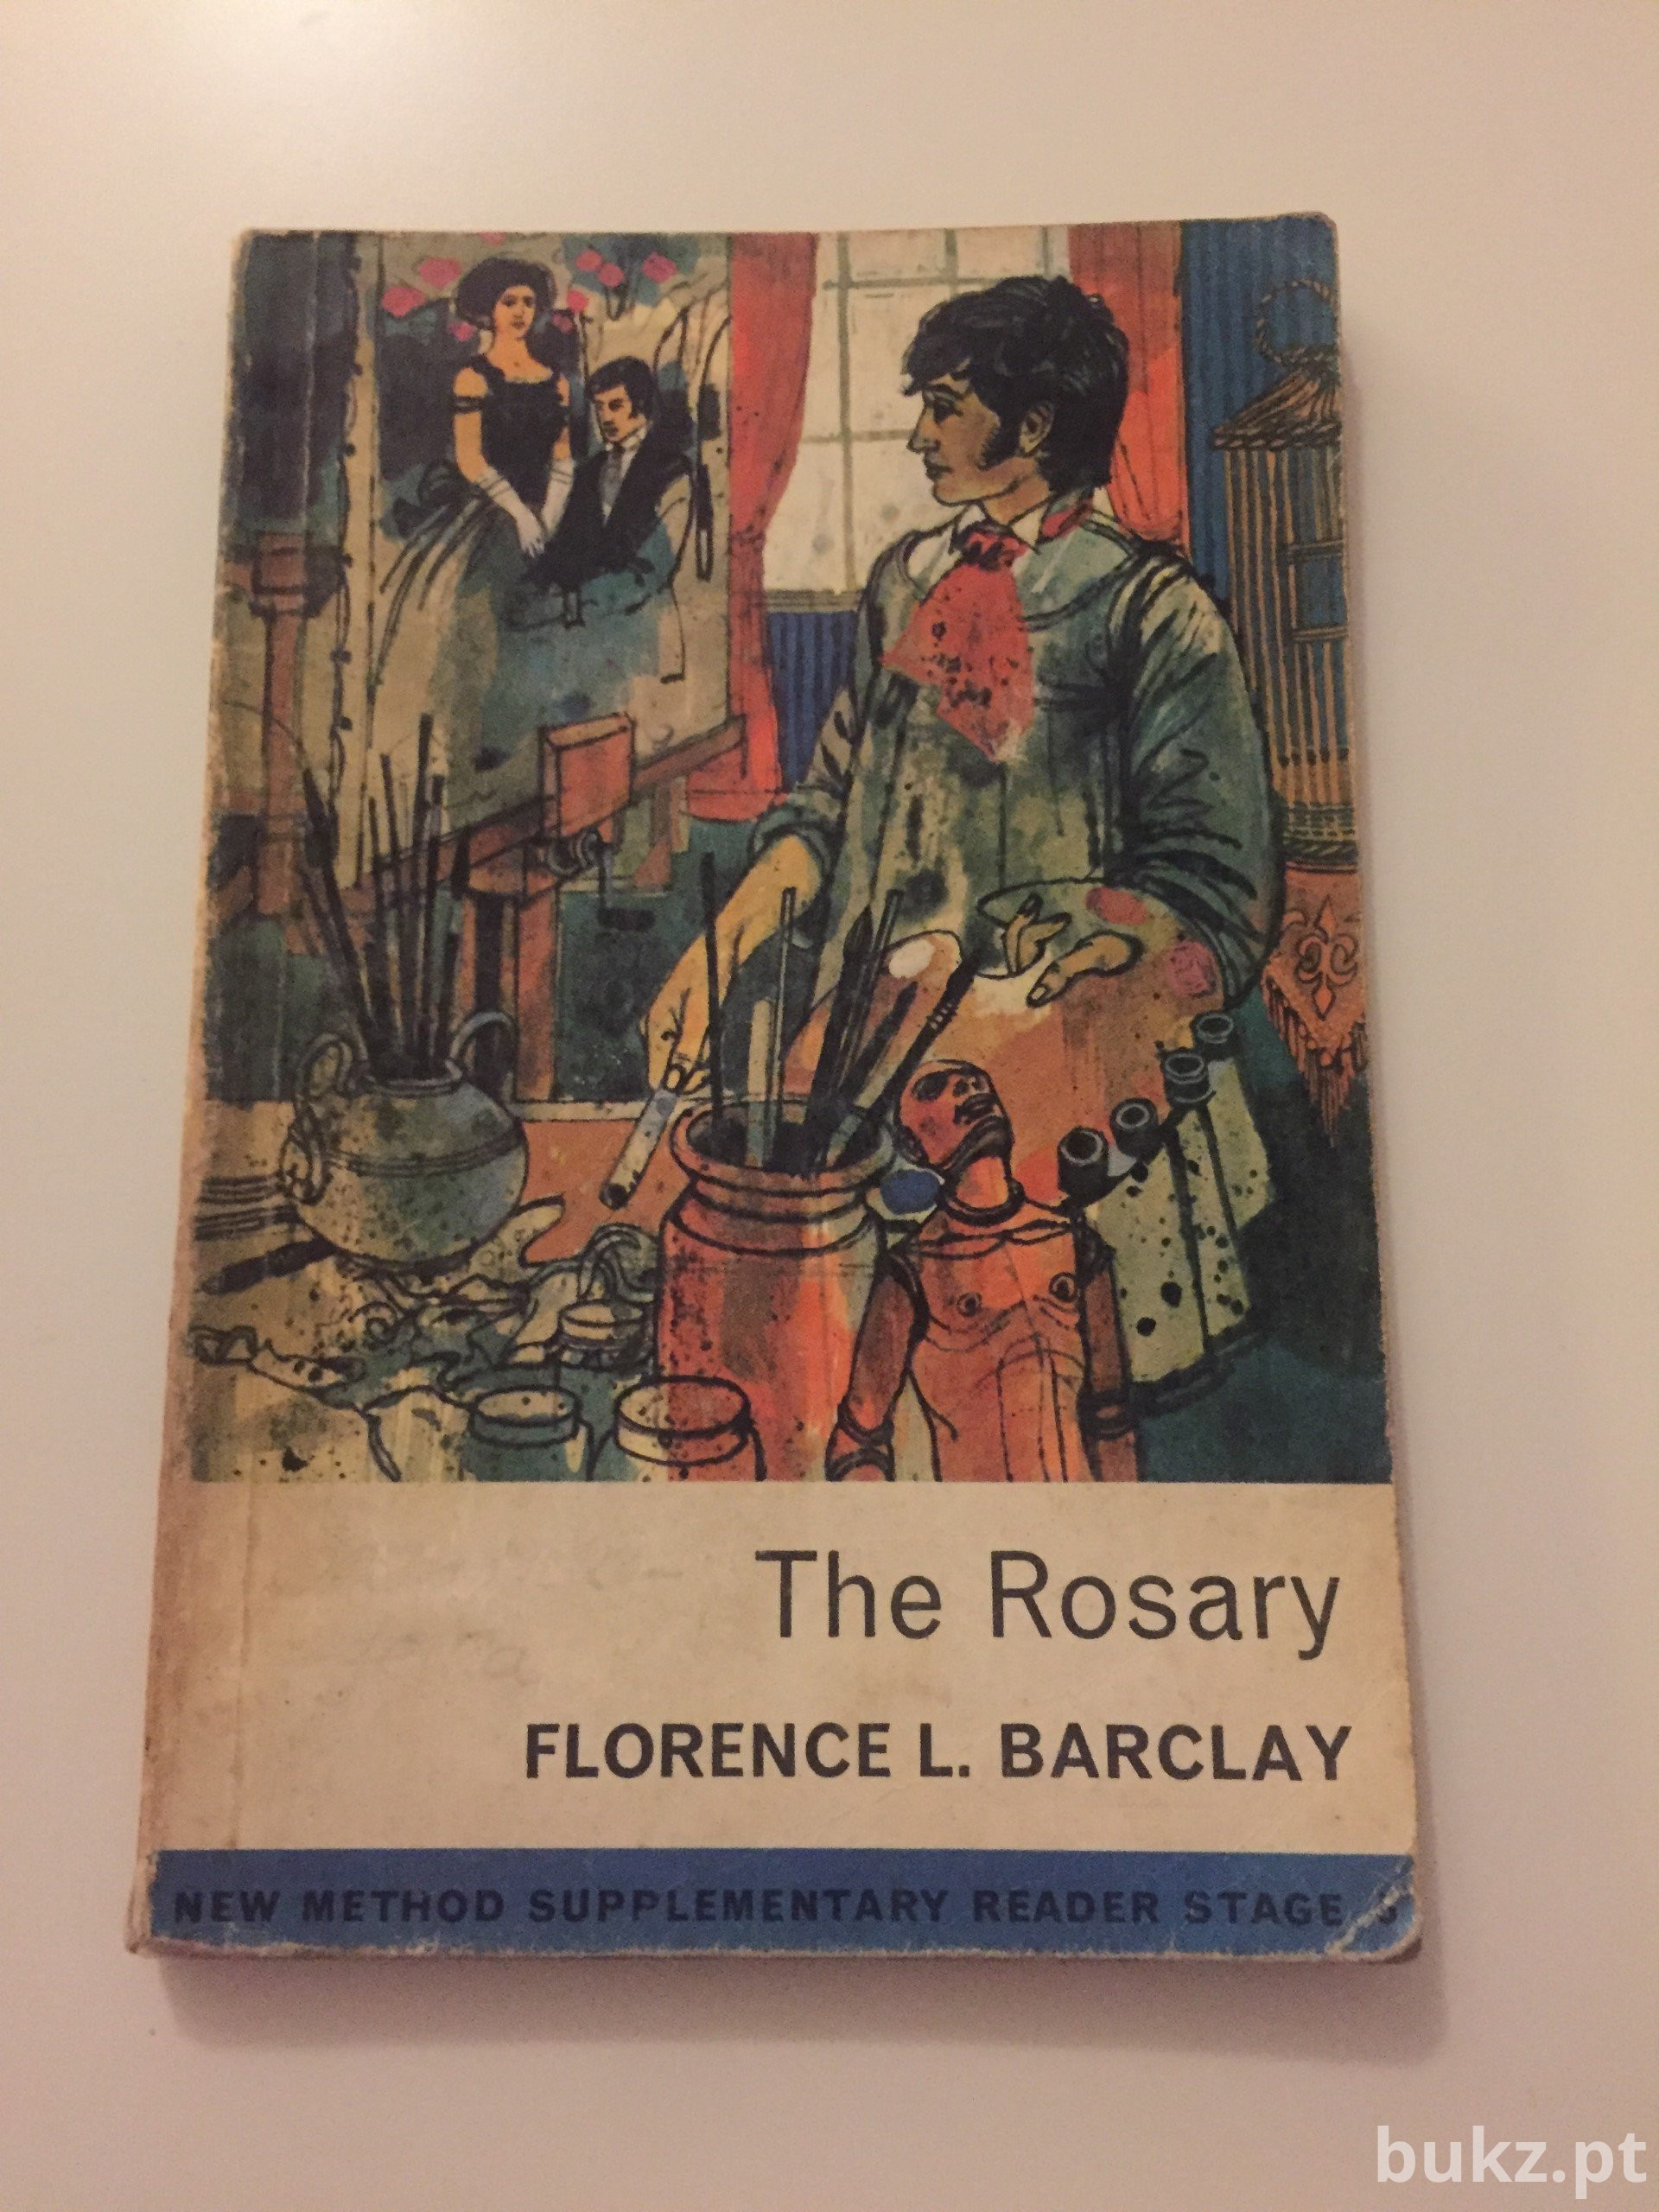 The Rosary
FLORENCE L. BARCLAY
NEW METHOD SUPPLEMENTARY READER STAGE
bukz.pt